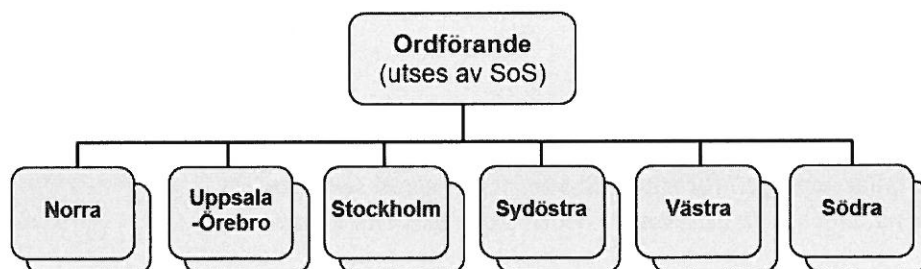 Ordförande
(utses av SoS)
Norra
Uppsala
-Örebro
Stockholm
Sydöstra
Västra
Södra